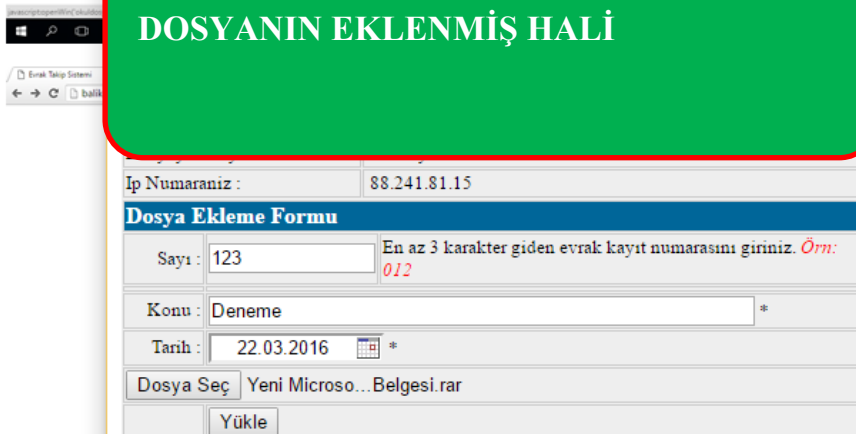 DOSYANIN EKLENMİŞ HALİ
Evrak Takip Sistemi
balik
Ip Numaraniz : 88.241.81.15
Dosya Ekleme Formu
Sayı : 123 En az 3 karakter giden evrak kayıt numarasını giriniz. Örn:
012
Konu : Deneme *
Tarih : 22.03.2016 *
Dosya Seç Yeni Microso...Belgesi.rar
Yükle